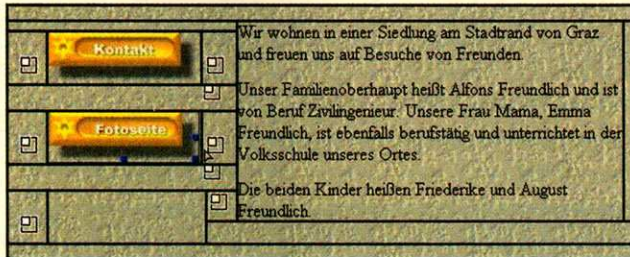 Kontakt
Fotoseite
Wir wohnen in einer Siedlung am Stadtrand von Graz
und freuen uns auf Besuche von Freunden.
Unser Familienoberhaupt heißt Alfons Freundlich und ist
von Beruf Zivilingenieur. Unsere Frau Mama, Emma
Freundlich, ist ebenfalls berufstätig und unterrichtet in der
Volksschule unseres Ortes.
Die beiden Kinder heißen Friederike und August
Freundlich.